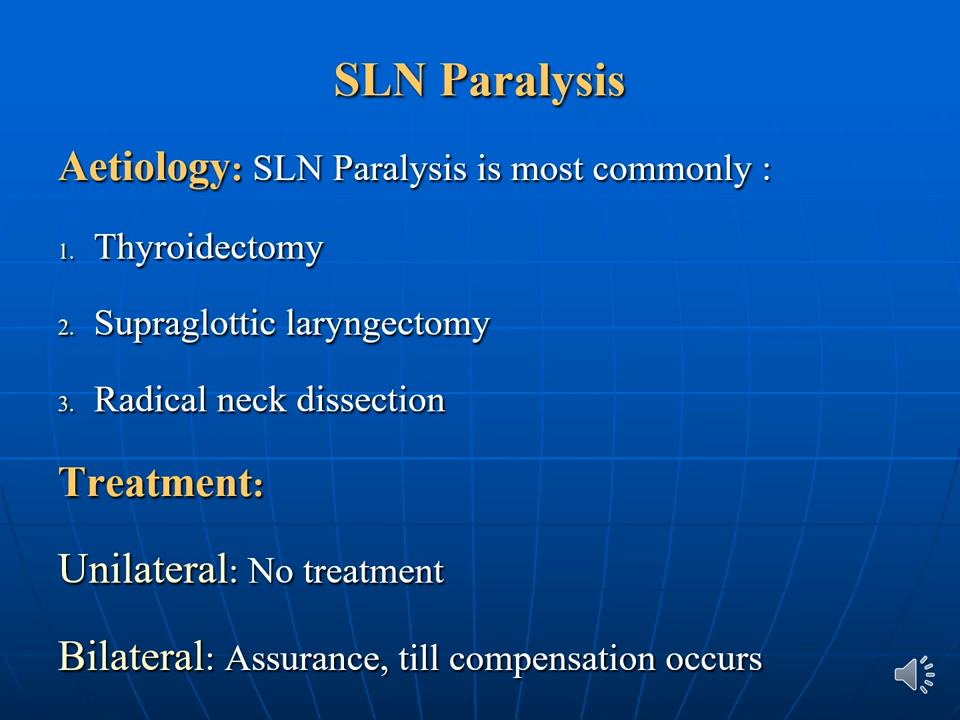 SLN Paralysis
Aetiology: SLN Paralysis is most commonly :
1. Thyroidectomy
2. Supraglottic laryngectomy
3. Radical neck dissection
Treatment:
Unilateral: No treatment
Bilateral: Assurance, till compensation occurs